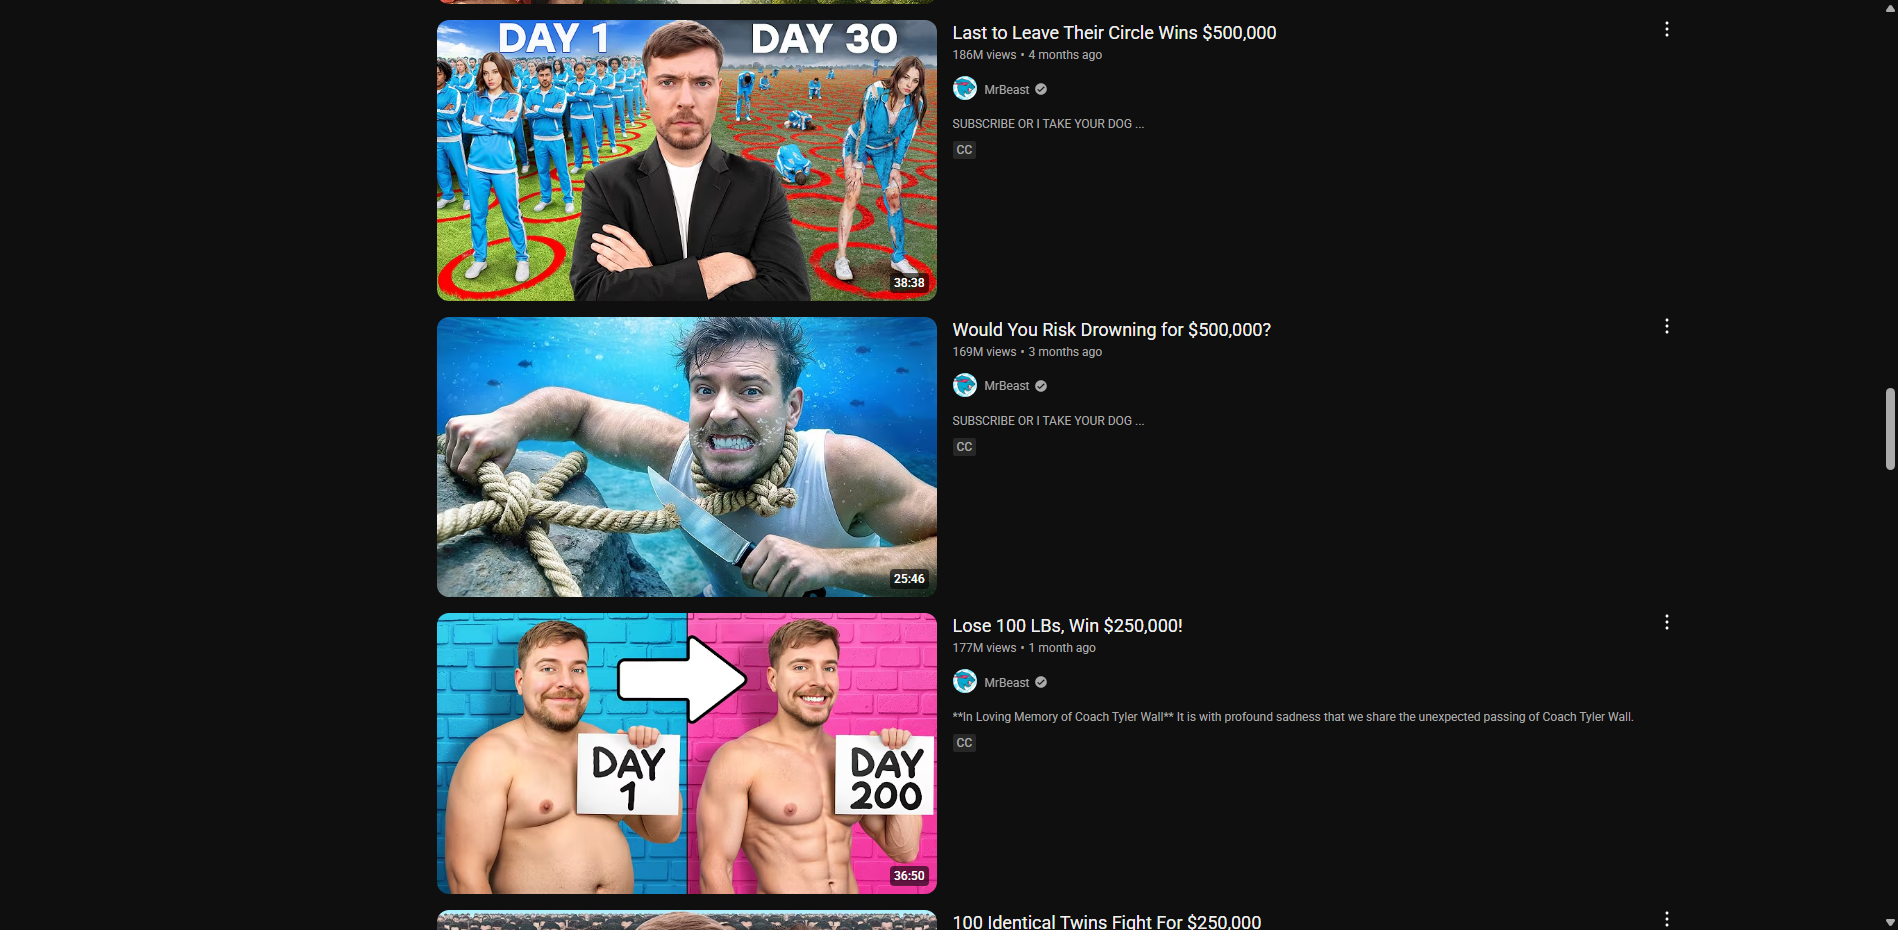 DAY 1
DAY 30
38:38
Last to Leave Their Circle Wins $500,000
186M views • 4 months ago
MrBeast
SUBSCRIBE OR I TAKE YOUR DOG ...
CC
25:46
Would You Risk Drowning for $500,000?
169M views • 3 months ago
MrBeast
SUBSCRIBE OR I TAKE YOUR DOG ...
CC
DAY
1
DAY
200
36:50
Lose 100 LBs, Win $250,000!
177M views • 1 month ago
MrBeast
**In Loving Memory of Coach Tyler Wall** It is with profound sadness that we share the unexpected passing of Coach Tyler Wall.
CC
100 Identical Twins Fight For $250,000